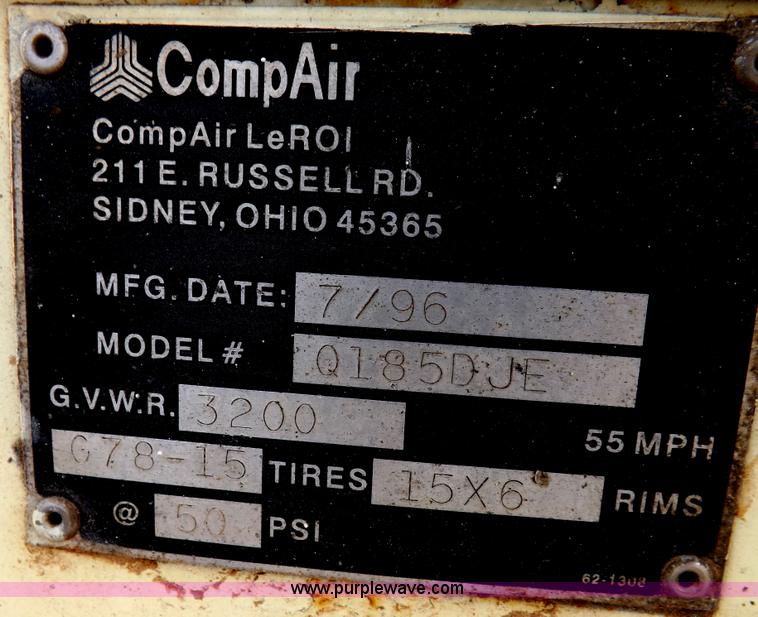 CompAir
CompAir LeROI
211 E. RUSSELL RD.
SIDNEY, OHIO 45365
MFG. DATE: 7/96
MODEL # Q185DJE
G.V.W.R. 3200 55 MPH
G78-15 TIRES 15X6 RIMS
@ 50 PSI
62-1308
www.purplewave.com